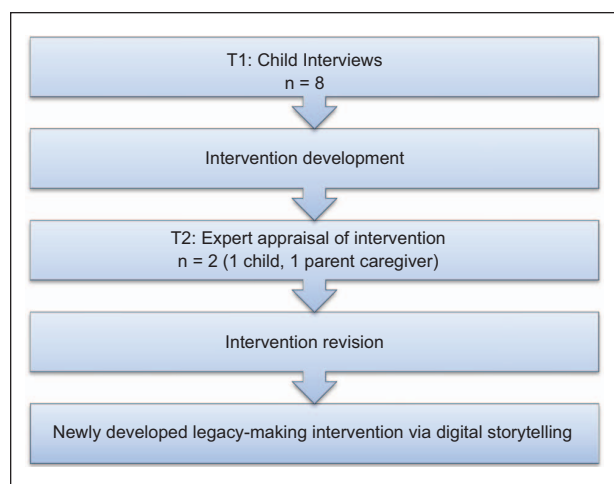 T1: Child Interviews
n = 8
Intervention development
T2: Expert appraisal of intervention
n = 2 (1 child, 1 parent caregiver)
Intervention revision
Newly developed legacy-making intervention via digital storytelling